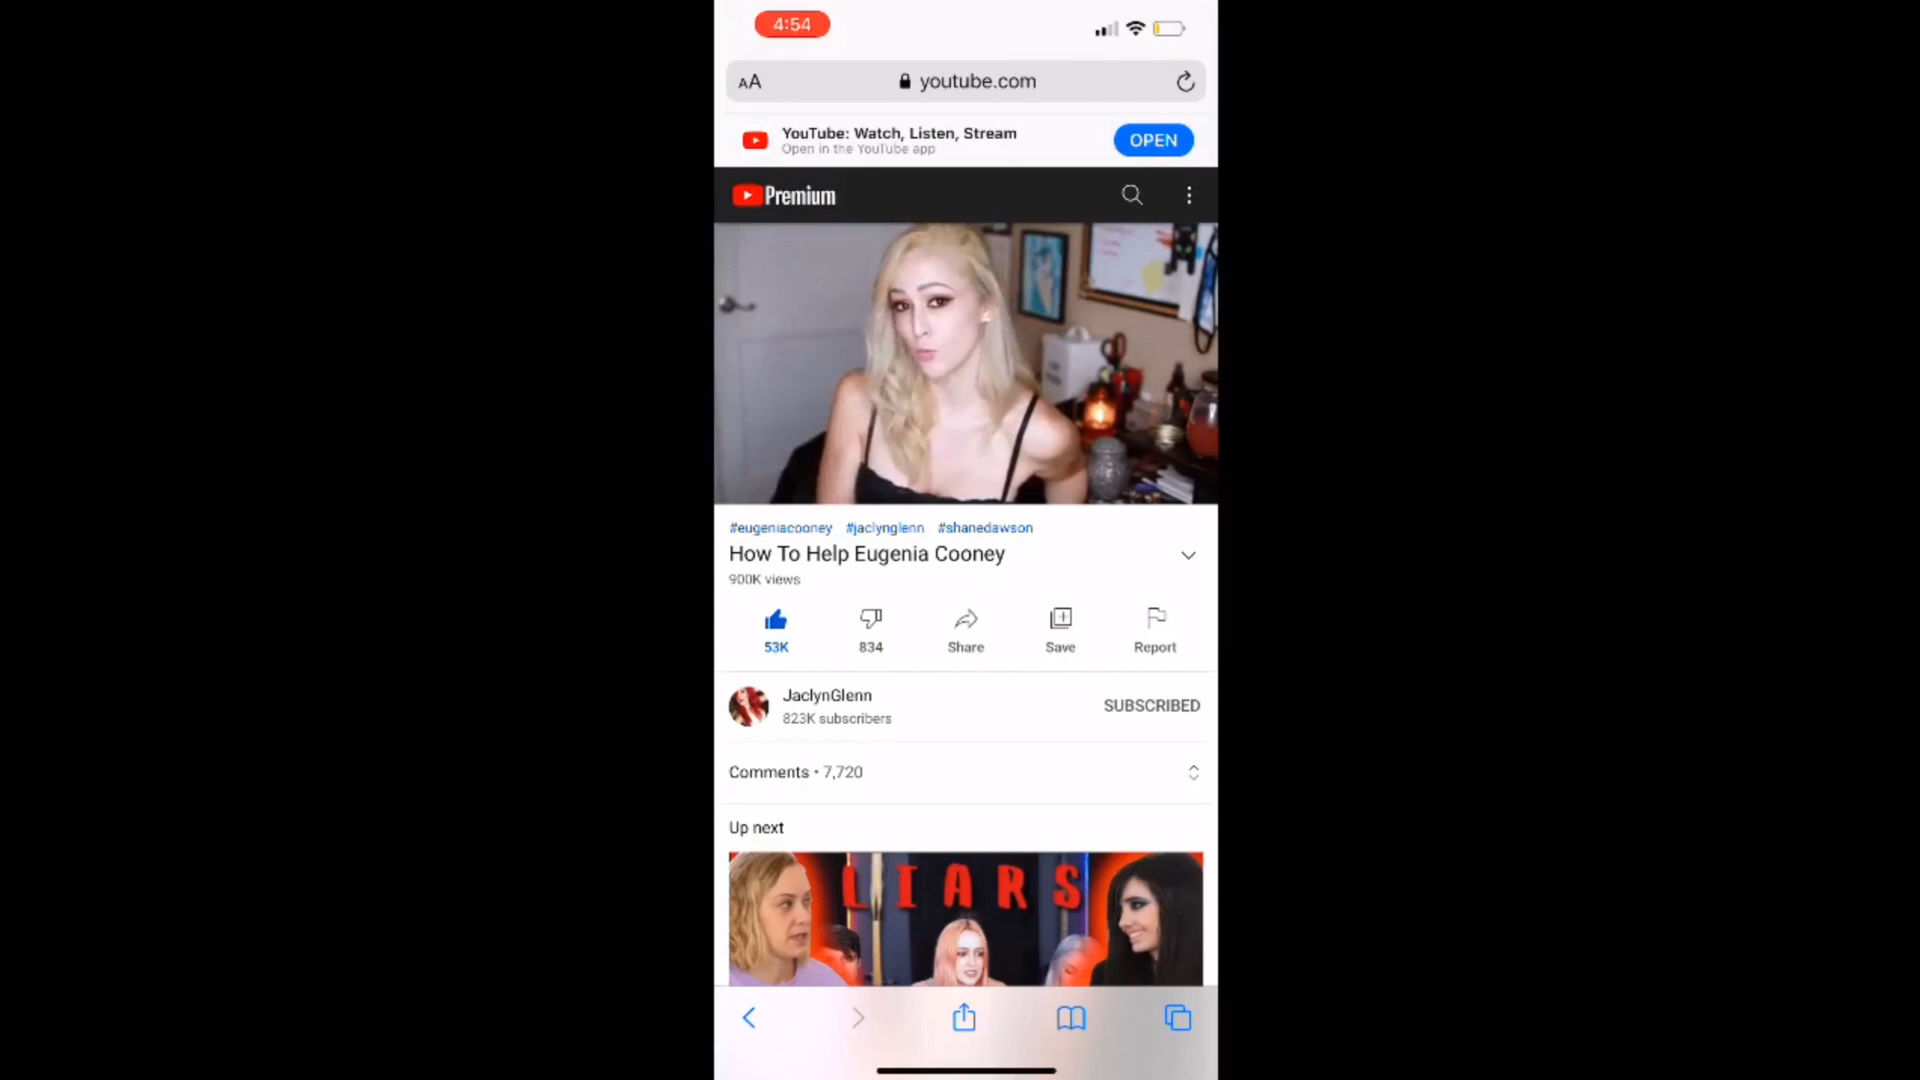 4:54
AA youtube.com
YouTube: Watch, Listen, Stream
Open in the YouTube app
OPEN
Premium
#eugeniacooney #jaclynglenn #shanedawson
How To Help Eugenia Cooney
900K views
53K 834 Share Save Report
JaclynGlenn
823K subscribers
SUBSCRIBED
Comments • 7,720
Up next
LIARS